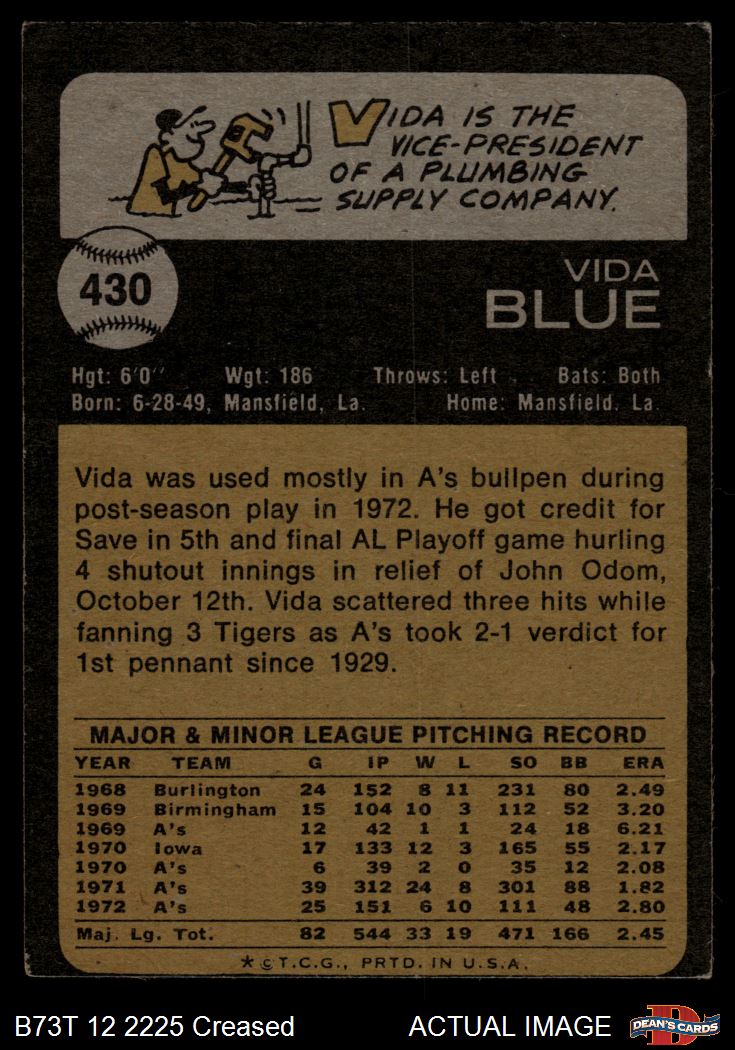 VIDA IS THE
VICE-PRESIDENT
OF A PLUMBING
SUPPLY COMPANY.
430
VIDA
BLUE
Hgt: 6'0" Wgt: 186 Throws: Left Bats: Both
Born: 6-28-49, Mansfield, La. Home: Mansfield, La.
Vida was used mostly in A's bullpen during
post-season play in 1972. He got credit for
Save in 5th and final AL Playoff game hurling
4 shutout innings in relief of John Odom,
October 12th. Vida scattered three hits while
fanning 3 Tigers as A's took 2-1 verdict for
1st pennant since 1929.
MAJOR & MINOR LEAGUE PITCHING RECORD
YEAR TEAM G IP W L SO BB ERA
1968 Burlington 24 152 8 11 231 80 2.49
1969 Birmingham 15 104 10 3 112 52 3.20
1969 A's 12 42 1 1 24 18 6.21
1970 Iowa 17 133 12 3 165 55 2.17
1970 A's 6 39 2 0 35 12 2.08
1971 A's 39 312 24 8 301 88 1.82
1972 A's 25 151 6 10 111 48 2.80
Maj. Lg. Tot. 82 544 33 19 471 166 2.45
* © T.C.G., PRTD. IN U.S.A.
B73T 12 2225 Creased ACTUAL IMAGE DEAN'S CARDS